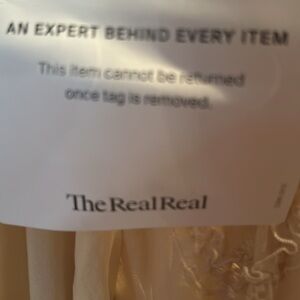 AN EXPERT BEHIND EVERY ITEM
This item cannot be returned
once tag is removed.
The RealReal